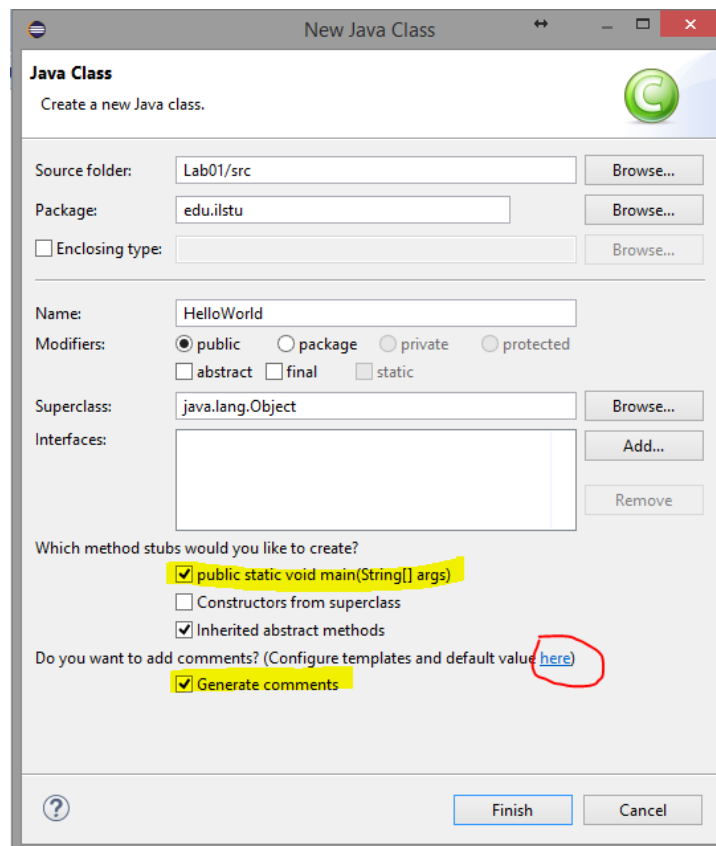 New Java Class
Java Class
Create a new Java class.
C
Source folder: Lab01/src Browse...
Package: edu.ilstu Browse...
Enclosing type: Browse...
Name: HelloWorld
Modifiers: public package private protected
abstract final static
Superclass: java.lang.Object Browse...
Interfaces: Add...
Remove
Which method stubs would you like to create?
public static void main(String[] args)
Constructors from superclass
Inherited abstract methods
Do you want to add comments? (Configure templates and default value here)
Generate comments
? Finish Cancel